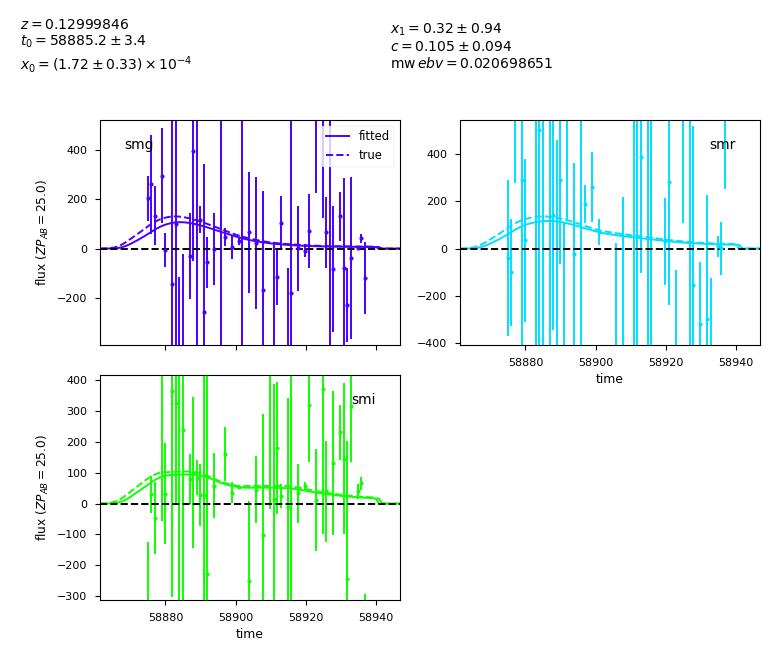 z = 0.12999846
t₀ = 58885.2 ± 3.4
x₀ = (1.72 ± 0.33) × 10⁻⁴
x₁ = 0.32 ± 0.94
c = 0.105 ± 0.094
mw ebv = 0.020698651
smg
fitted
true
400
200
0
−200
flux (ZP_AB = 25.0)
smr
400
200
0
−200
−400
58880 58900 58920 58940
time
smi
400
300
200
100
0
−100
−200
−300
flux (ZP_AB = 25.0)
58880 58900 58920 58940
time